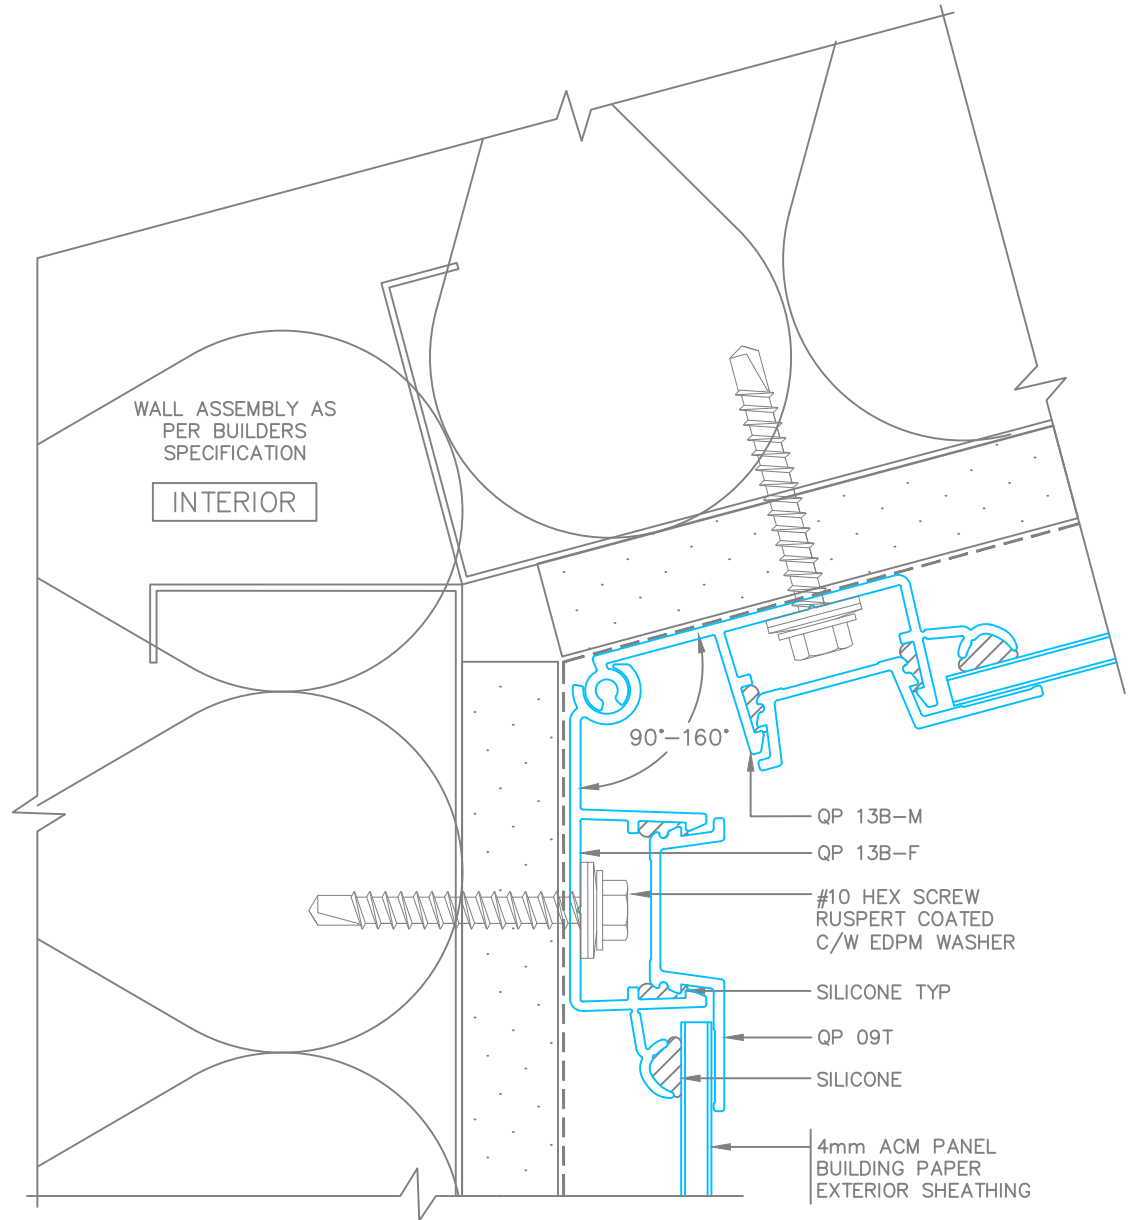 WALL ASSEMBLY AS
PER BUILDERS
SPECIFICATION
INTERIOR
90°-160°
QP 13B-M
QP 13B-F
#10 HEX SCREW
RUSPERT COATED
C/W EDPM WASHER
SILICONE TYP
QP 09T
SILICONE
4mm ACM PANEL
BUILDING PAPER
EXTERIOR SHEATHING